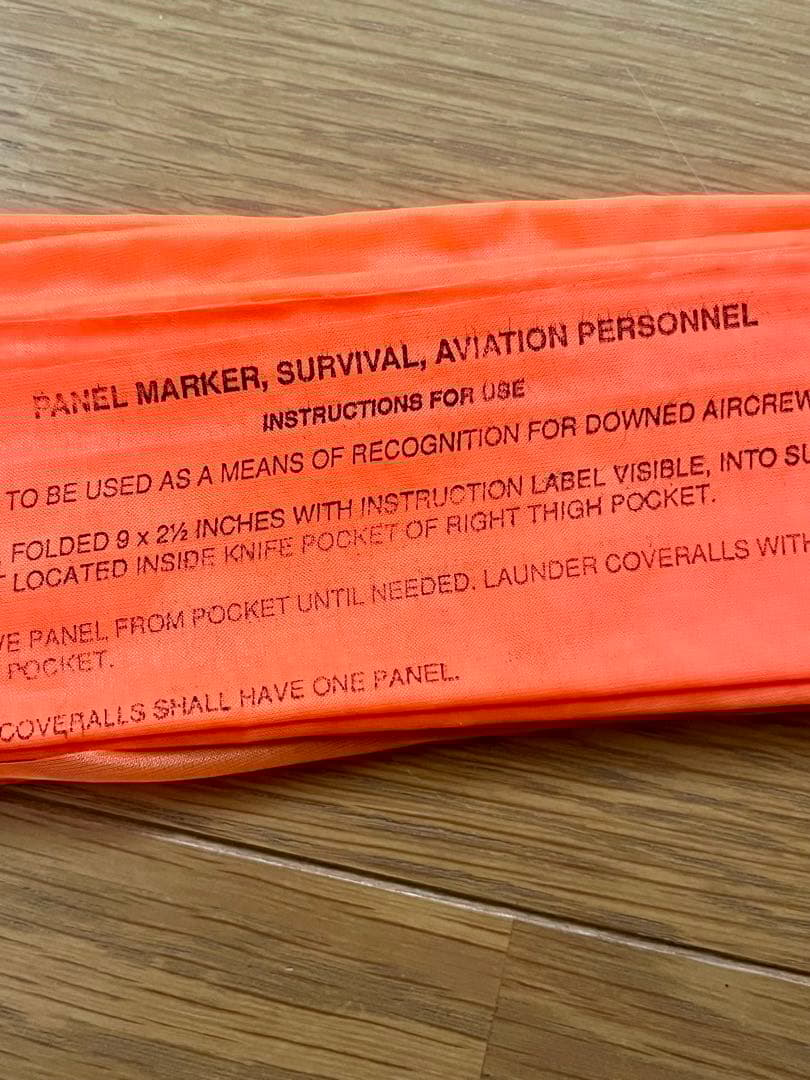 PANEL MARKER, SURVIVAL, AVIATION PERSONNEL
INSTRUCTIONS FOR USE
TO BE USED AS A MEANS OF RECOGNITION FOR DOWNED AIRCREW
FOLDED 9 x 2½ INCHES WITH INSTRUCTION LABEL VISIBLE, INTO
LOCATED INSIDE KNIFE POCKET OF RIGHT THIGH POCKET.
PANEL FROM POCKET UNTIL NEEDED. LAUNDER COVERALLS WITH
POCKET.
COVERALLS SHALL HAVE ONE PANEL.